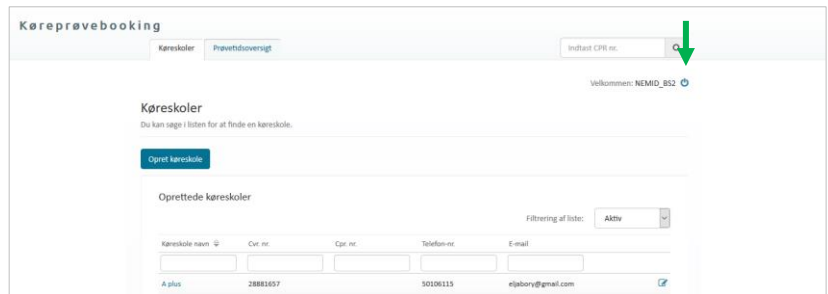 Køreprøvebooking
Køreskoler Prøvetidsoversigt
Indtast CPR nr.
Velkommen: NEMID_BS2
Køreskoler
Du kan søge i listen for at finde en køreskole.
Opret køreskole
Oprettede køreskoler
Filtrering af liste: Aktiv
Køreskole navn Cvr. nr. Cpr. nr. Telefon-nr. E-mail
A plus 28881657 50106115 eljabory@gmail.com